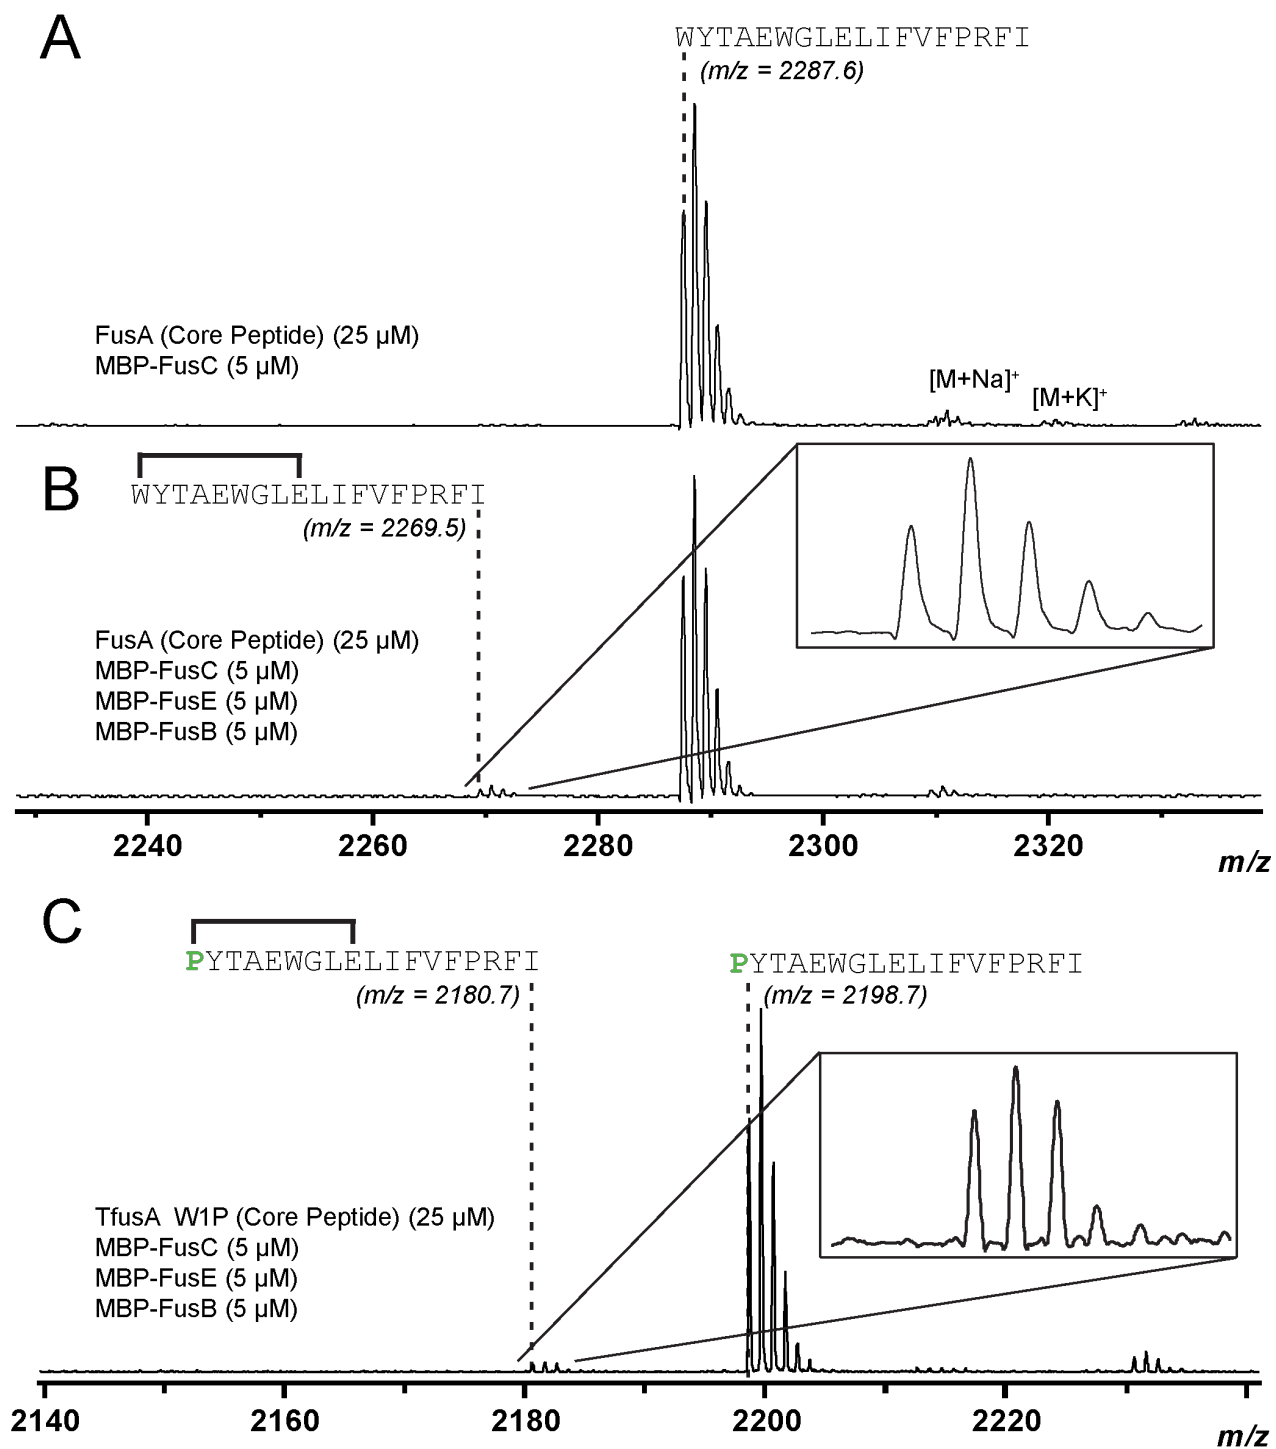 A
WYTAEWGLELIFVFPRFI
(m/z = 2287.6)
FusA (Core Peptide) (25 µM)
MBP-FusC (5 µM)
[M+Na]+
[M+K]+
B
WYTAEWGLELIFVFPRFI
(m/z = 2269.5)
FusA (Core Peptide) (25 µM)
MBP-FusC (5 µM)
MBP-FusE (5 µM)
MBP-FusB (5 µM)
2240 2260 2280 2300 2320
m/z
C
PYTAEWGLELIFVFPRFI
(m/z = 2180.7)
PYTAEWGLELIFVFPRFI
(m/z = 2198.7)
TfusA W1P (Core Peptide) (25 µM)
MBP-FusC (5 µM)
MBP-FusE (5 µM)
MBP-FusB (5 µM)
2140 2160 2180 2200 2220
m/z